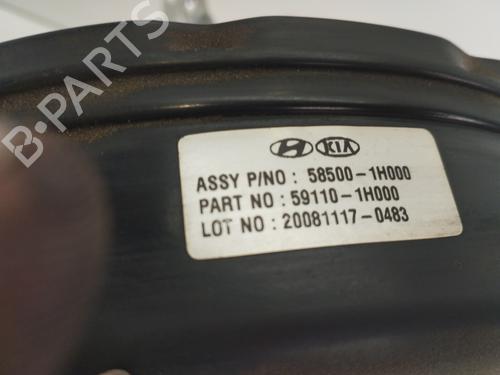 B-PARTS
KIA
ASSY P/NO : 58500-1H000
PART NO : 59110-1H000
LOT NO : 20081117-0483